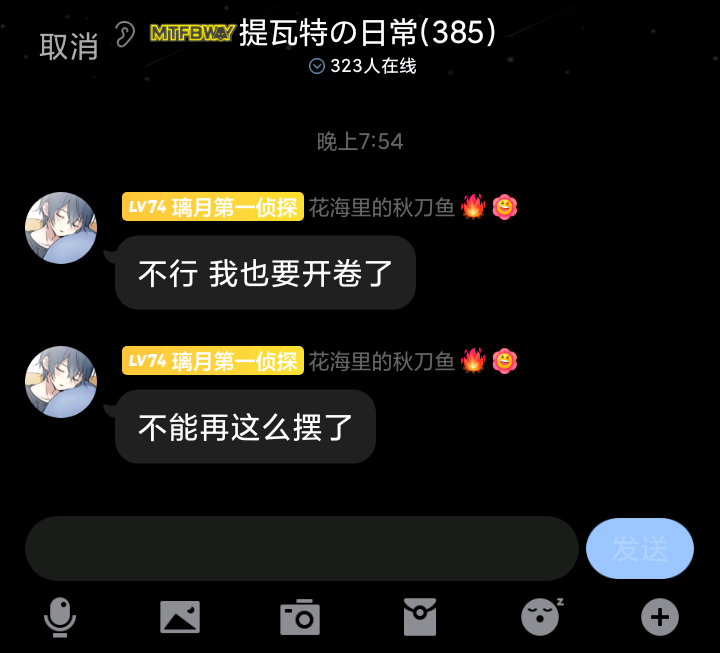 取消
MTFBWY 提瓦特の日常(385)
323人在线
晚上7:54
LV74 璃月第一侦探 花海里的秋刀鱼
不行 我也要开卷了
LV74 璃月第一侦探 花海里的秋刀鱼
不能再这么摆了
发送
z